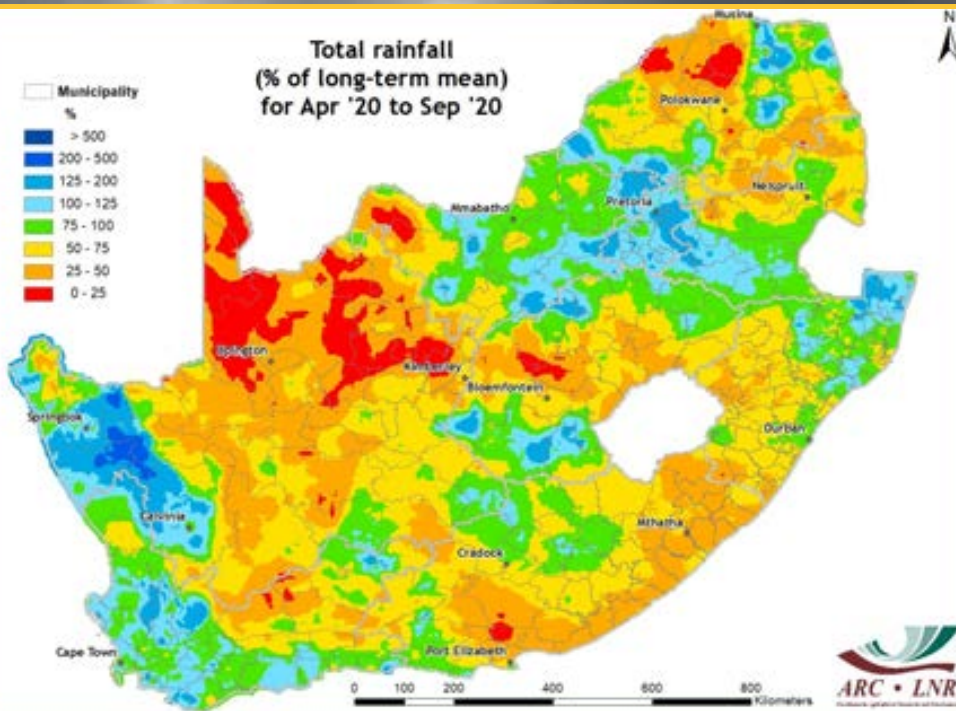 Total rainfall
(% of long-term mean)
for Apr '20 to Sep '20
N
Municipality
%
> 500
200 - 500
125 - 200
100 - 125
75 - 100
50 - 75
25 - 50
0 - 25
Musina
Polokwane
Nelspruit
Mmabatho
Pretoria
Upington
Kimberley
Bloemfontein
Springbok
Durban
Calvinia
Mthatha
Cradock
Cape Town
Port Elizabeth
0 100 200 400 600 800
Kilometers
ARC • LNR